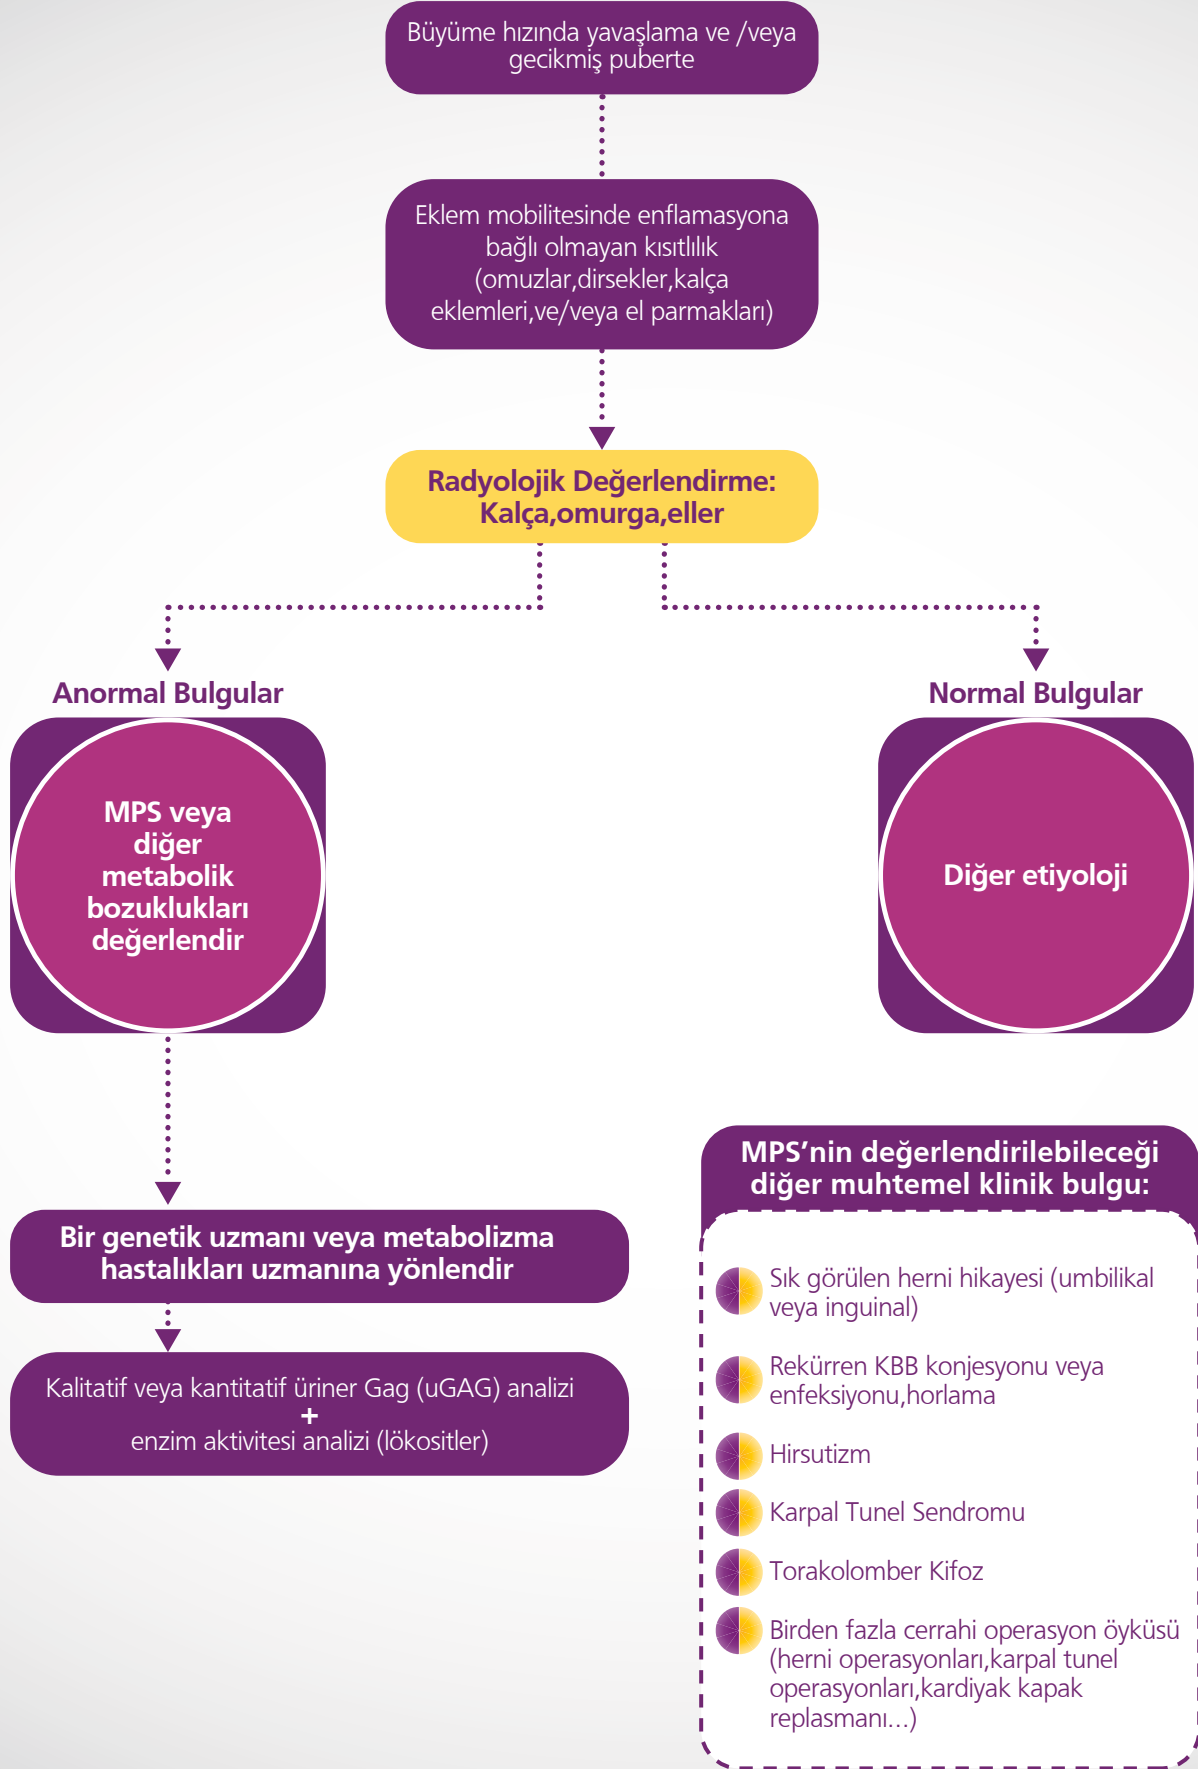 Büyüme hızında yavaşlama ve /veya
gecikmiş puberte
Eklem mobilitesinde enflamasyona
bağlı olmayan kısıtlılık
(omuzlar,dirsekler,kalça
eklemleri,ve/veya el parmakları)
Radyolojik Değerlendirme:
Kalça,omurga,eller
Anormal Bulgular
MPS veya
diğer
metabolik
bozuklukları
değerlendir
Normal Bulgular
Diğer etiyoloji
Bir genetik uzmanı veya metabolizma
hastalıkları uzmanına yönlendir
Kalitatif veya kantitatif üriner Gag (uGAG) analizi
+
enzim aktivitesi analizi (lökositler)
MPS’nin değerlendirilebileceği
diğer muhtemel klinik bulgu:
Sık görülen herni hikayesi (umbilikal
veya inguinal)
Rekürren KBB konjesyonu veya
enfeksiyonu,horlama
Hirsutizm
Karpal Tunel Sendromu
Torakolomber Kifoz
Birden fazla cerrahi operasyon öyküsü
(herni operasyonları,karpal tunel
operasyonları,kardiyak kapak
replasmanı...)